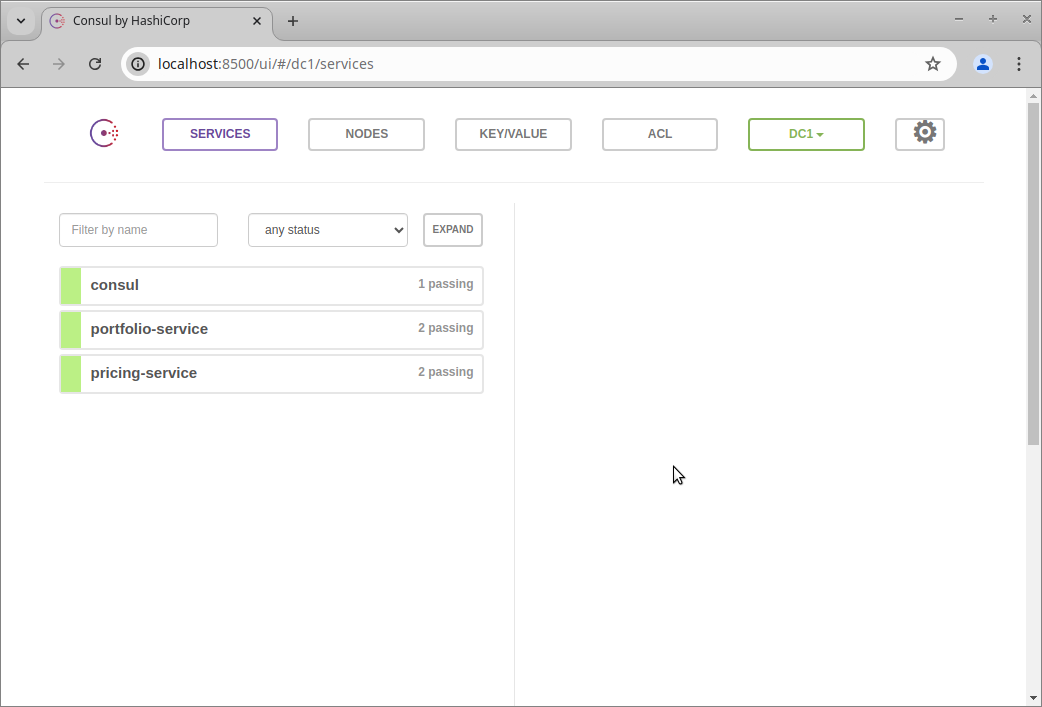 Consul by HashiCorp
localhost:8500/ui/#/dc1/services
SERVICES NODES KEY/VALUE ACL DC1
Filter by name any status EXPAND
consul 1 passing
portfolio-service 2 passing
pricing-service 2 passing